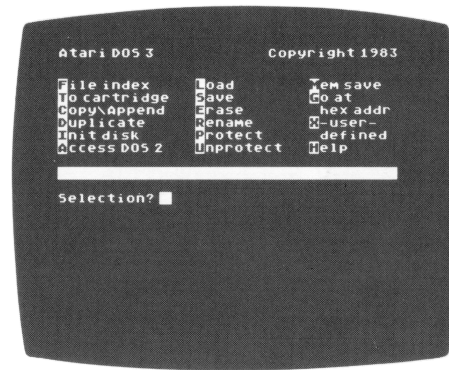 Atari DOS 3 Copyright 1983
File index Load Mem save
To cartridge Save Go at
Copy\Append Erase hex addr
Duplicate Rename X-user-
Init disk Protect defined
Access DOS 2 Unprotect Help
Selection?